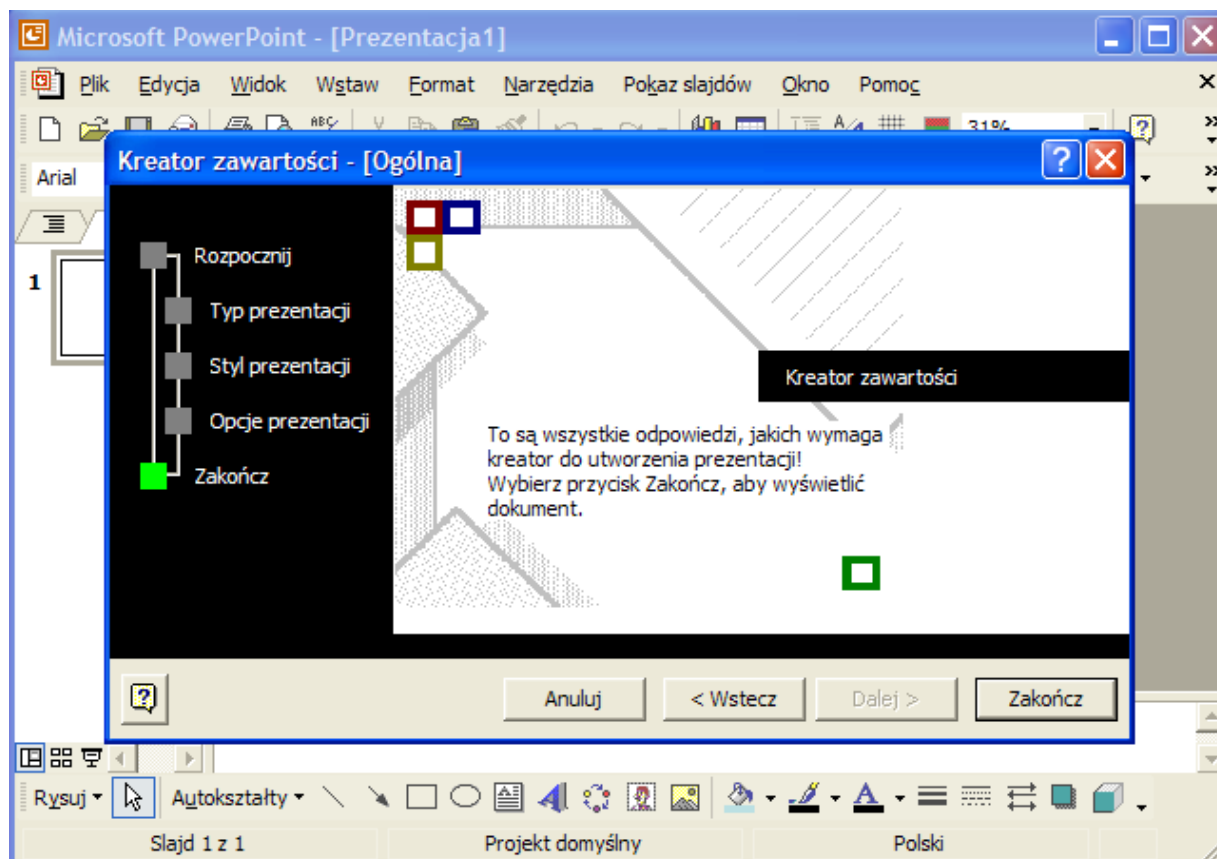 Microsoft PowerPoint - [Prezentacja1]
Plik Edycja Widok Wstaw Format Narzędzia Pokaz slajdów Okno Pomoc
31%
Arial
Kreator zawartości - [Ogólna]
1
Rozpocznij
Typ prezentacji
Styl prezentacji
Opcje prezentacji
Zakończ
Kreator zawartości
To są wszystkie odpowiedzi, jakich wymaga
kreator do utworzenia prezentacji!
Wybierz przycisk Zakończ, aby wyświetlić
dokument.
Anuluj < Wstecz Dalej > Zakończ
Rysuj Autokształty
Slajd 1 z 1 Projekt domyślny Polski